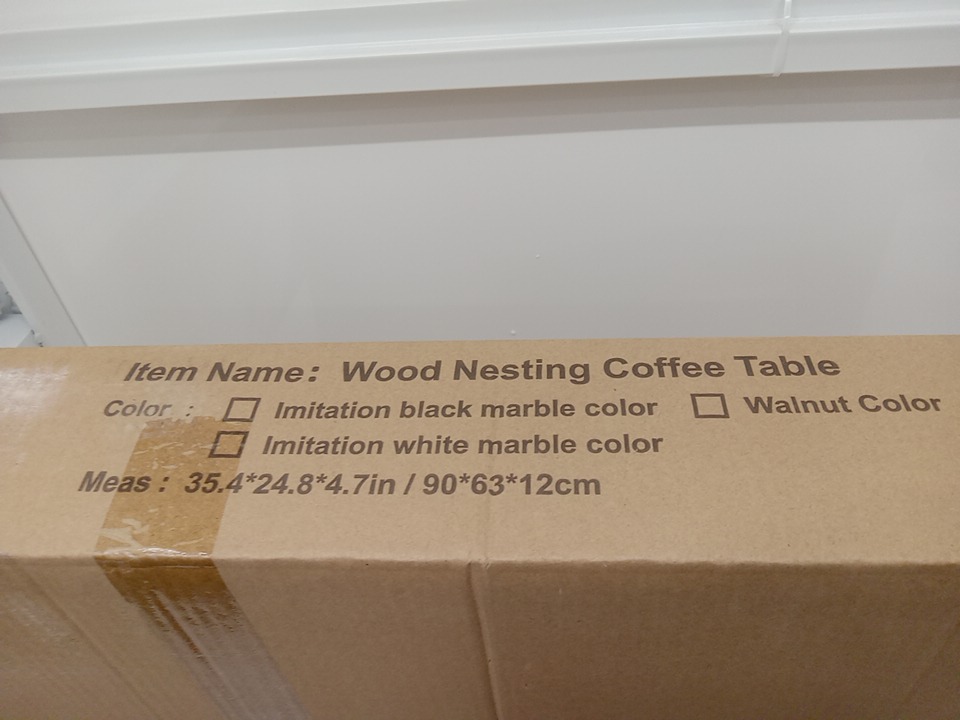 Item Name: Wood Nesting Coffee Table
Color : □ Imitation black marble color □ Walnut Color
□ Imitation white marble color
Meas : 35.4*24.8*4.7in / 90*63*12cm